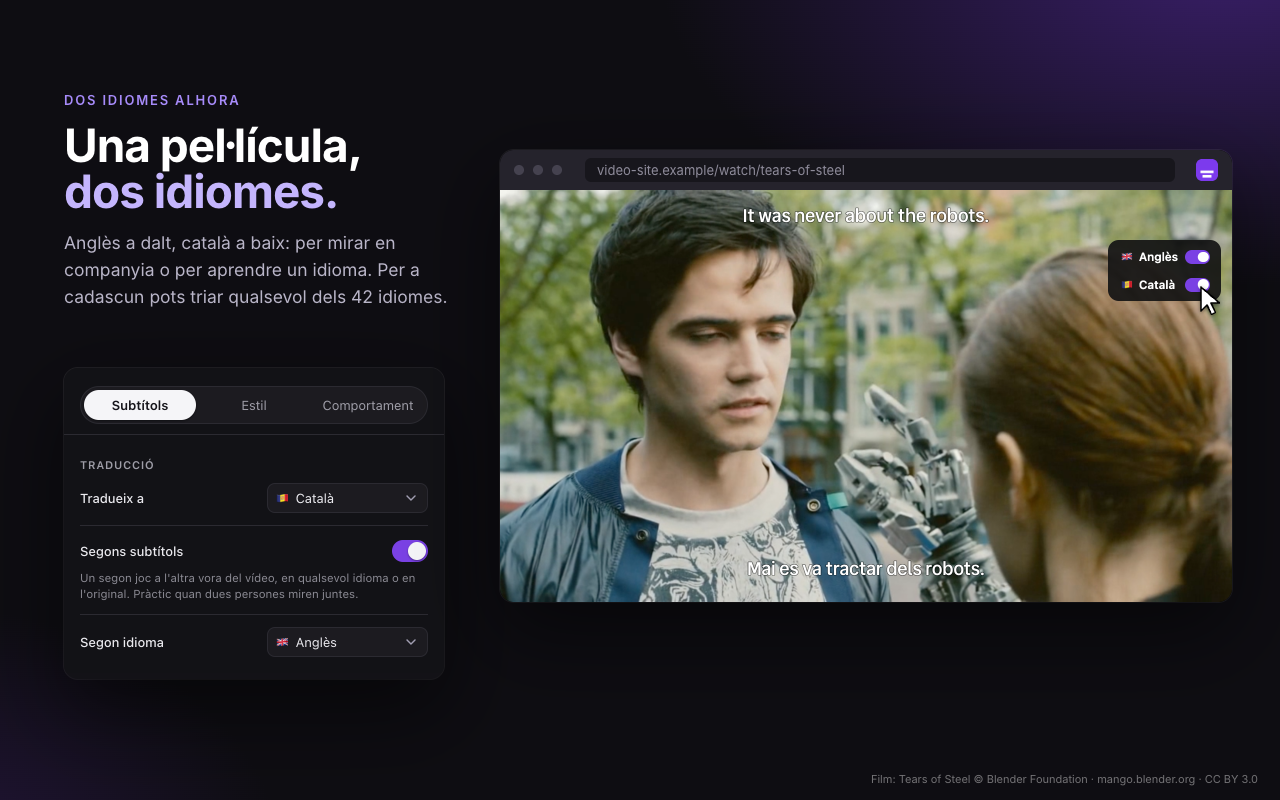 DOS IDIOMES ALHORA
Una pel·lícula,
dos idiomes.
Anglès a dalt, català a baix: per mirar en
companyia o per aprendre un idioma. Per a
cadascun pots triar qualsevol dels 42 idiomes.
Subtítols
Estil
Comportament
TRADUCCIÓ
Tradueix a
Català
Segons subtítols
Un segon joc a l'altra vora del vídeo, en qualsevol idioma o en
l'original. Pràctic quan dues persones miren juntes.
Segon idioma
Anglès
video-site.example/watch/tears-of-steel
It was never about the robots.
Anglès
Català
Mai es va tractar dels robots.
Film: Tears of Steel © Blender Foundation · mango.blender.org · CC BY 3.0